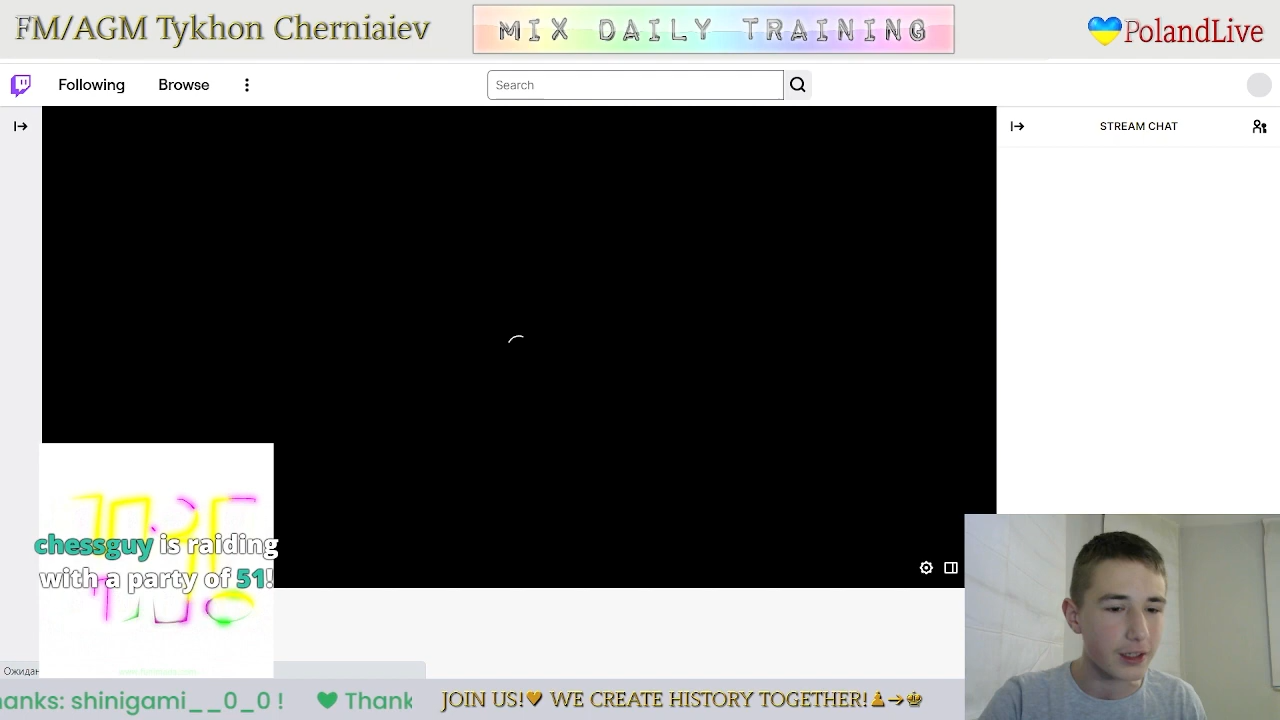 FM/AGM Tykhon Cherniaiev
MIX DAILY TRAINING
PolandLive
Following
Browse
Search
STREAM CHAT
chessguy is raiding
with a party of 51!
Ожидан
anks: shinigami__0_0 !
Thank
JOIN US! WE CREATE HISTORY TOGETHER!